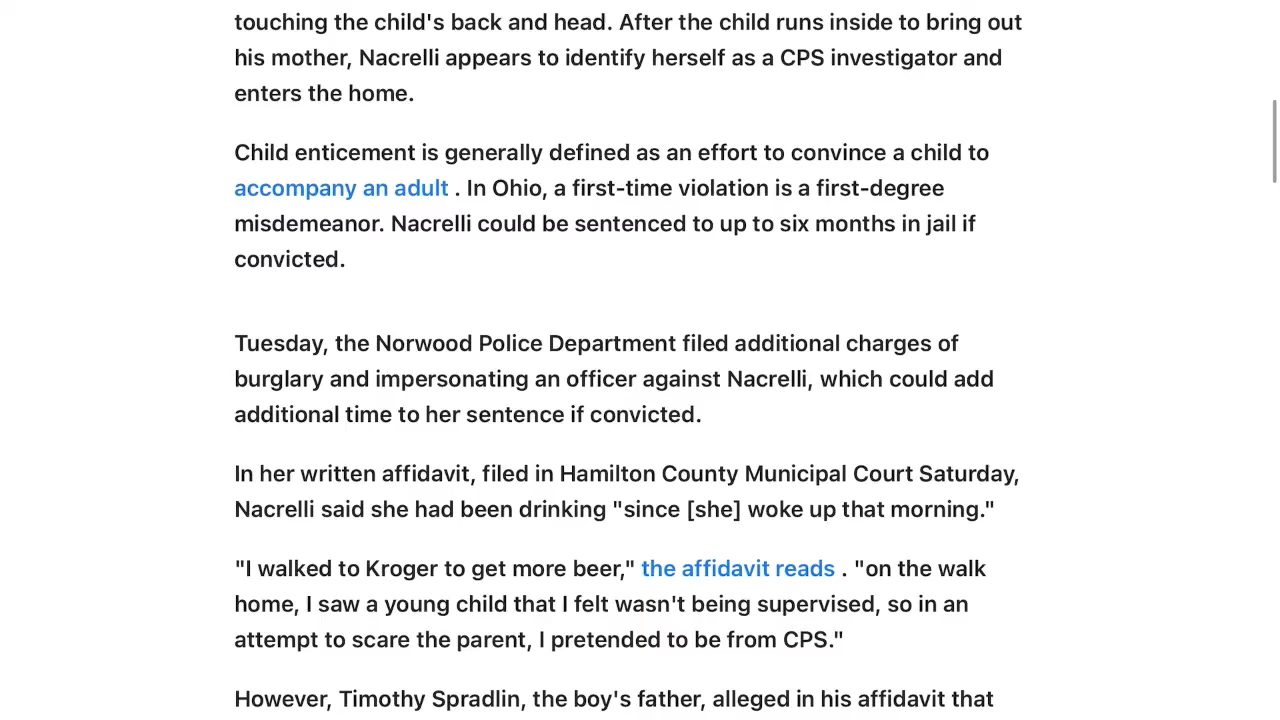 touching the child's back and head. After the child runs inside to bring out
his mother, Nacrelli appears to identify herself as a CPS investigator and
enters the home.
Child enticement is generally defined as an effort to convince a child to
accompany an adult . In Ohio, a first-time violation is a first-degree
misdemeanor. Nacrelli could be sentenced to up to six months in jail if
convicted.
Tuesday, the Norwood Police Department filed additional charges of
burglary and impersonating an officer against Nacrelli, which could add
additional time to her sentence if convicted.
In her written affidavit, filed in Hamilton County Municipal Court Saturday,
Nacrelli said she had been drinking "since [she] woke up that morning."
"I walked to Kroger to get more beer," the affidavit reads . "on the walk
home, I saw a young child that I felt wasn't being supervised, so in an
attempt to scare the parent, I pretended to be from CPS."
However, Timothy Spradlin, the boy's father, alleged in his affidavit that